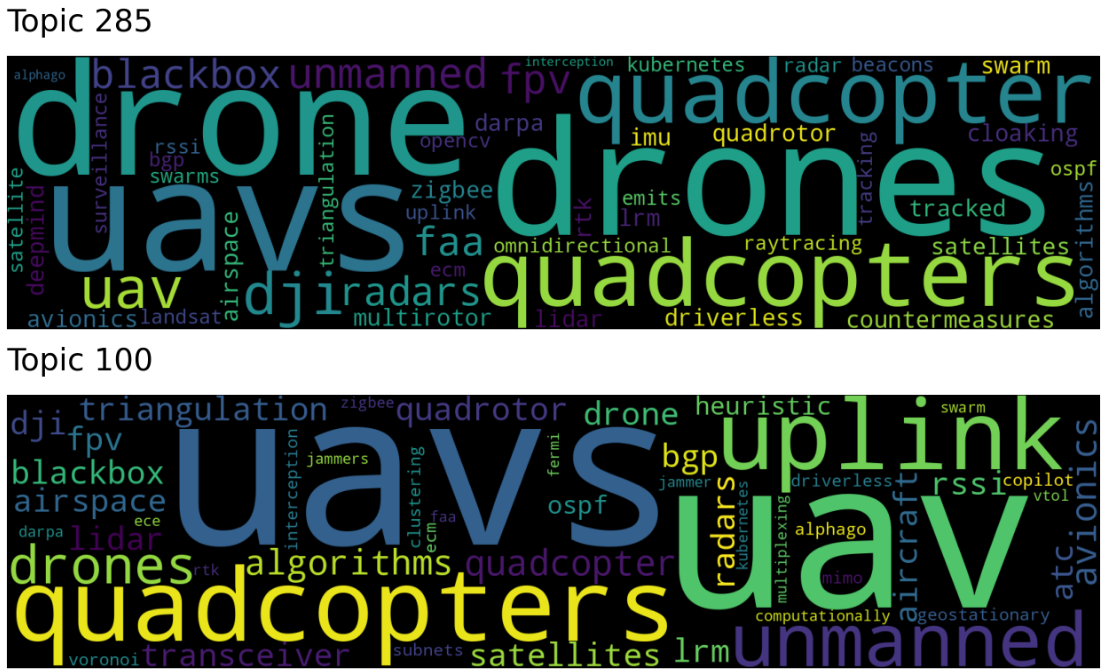 Topic 285
alphago blackbox unmanned fpv interception kubernetes radar beacons swarm
drone quadcopter
surveillance rssi bgp swarms triangulation darpa opencv imu quadrotor tracking cloaking
drones ospf
satellite deepmind uavs zigbee uplink emits rtk lrm tracked algorithms
uav airspace faa ecm omnidirectional raytracing satellites
dji radars quadcopters
avionics landsat multirotor lidar driverless countermeasures
Topic 100
dji triangulation zigbee quadrotor drone heuristic swarm
fpv uavs uplink avionics
blackbox interception jammers clustering fermi bgp jammer radars driverless rssi copilot vtol
airspace ospf kubernetes multiplexing uav aircraft atc
darpa ece lidar ecm faa alphago
drones rtk algorithms quadcopter mimo
quadcopters computationally geostationary
voronoi transceiver subnets satellites lrm unmanned